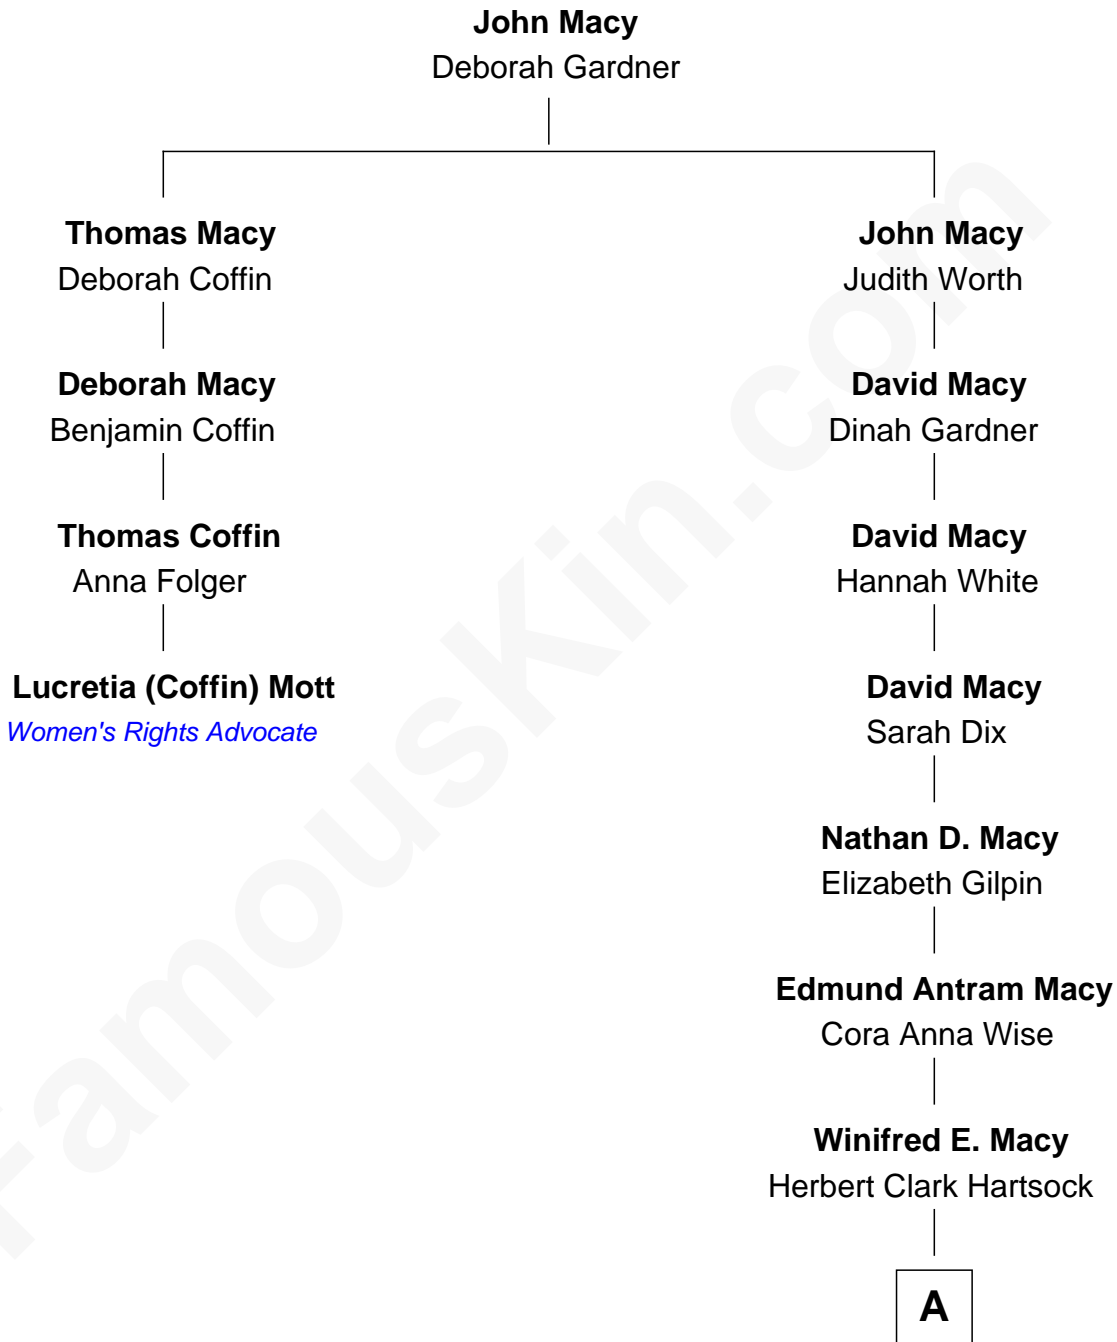 John Macy
Deborah Gardner
Thomas Macy
Deborah Coffin
Deborah Macy
Benjamin Coffin
Thomas Coffin
Anna Folger
Lucretia (Coffin) Mott
Women's Rights Advocate
John Macy
Judith Worth
David Macy
Dinah Gardner
David Macy
Hannah White
David Macy
Sarah Dix
Nathan D. Macy
Elizabeth Gilpin
Edmund Antram Macy
Cora Anna Wise
Winifred E. Macy
Herbert Clark Hartsock
A
FamousKin.com